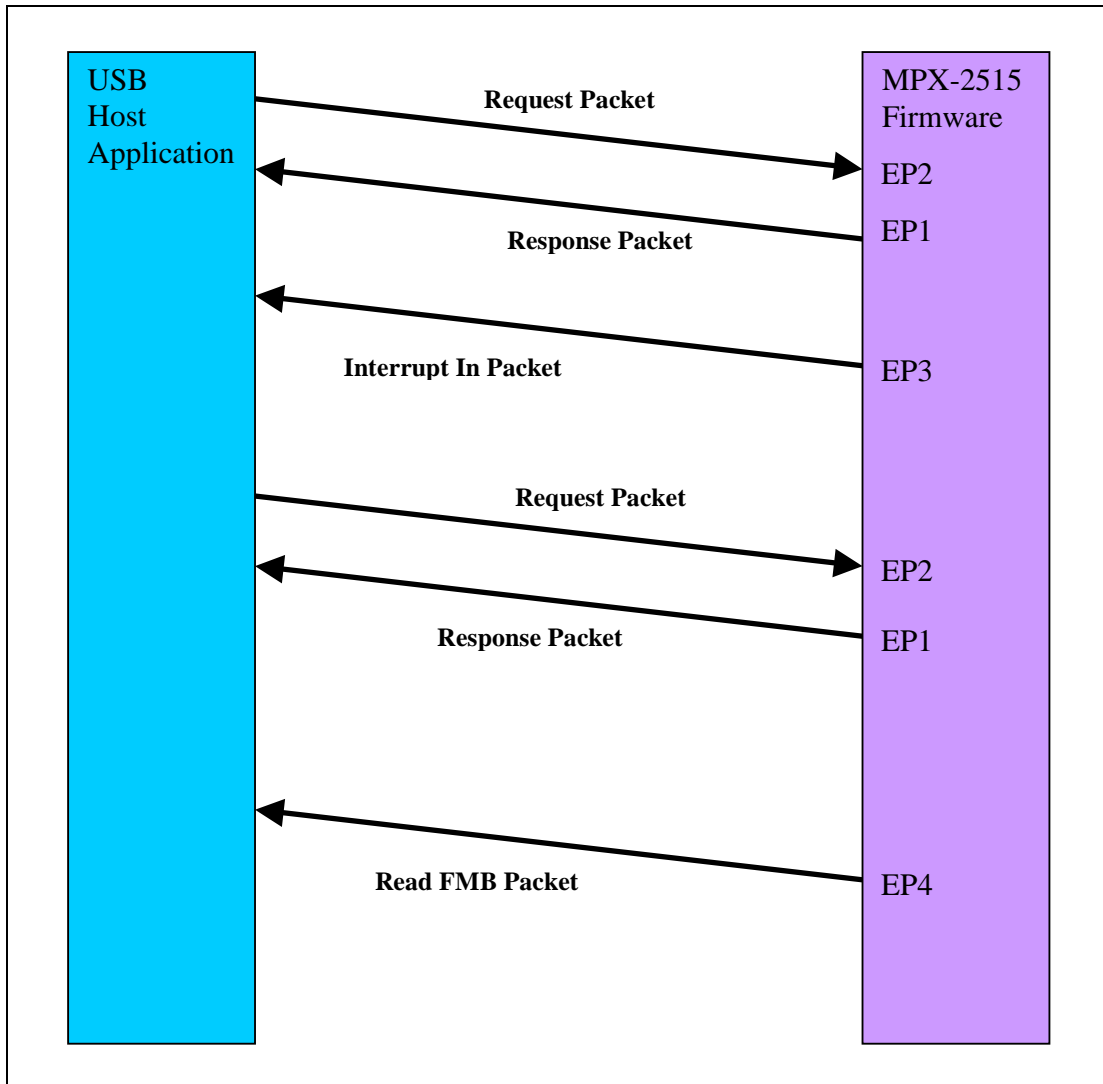 USB
Host
Application
MPX-2515
Firmware
Request Packet
EP2
EP1
Response Packet
Interrupt In Packet
EP3
Request Packet
EP2
Response Packet
EP1
Read FMB Packet
EP4